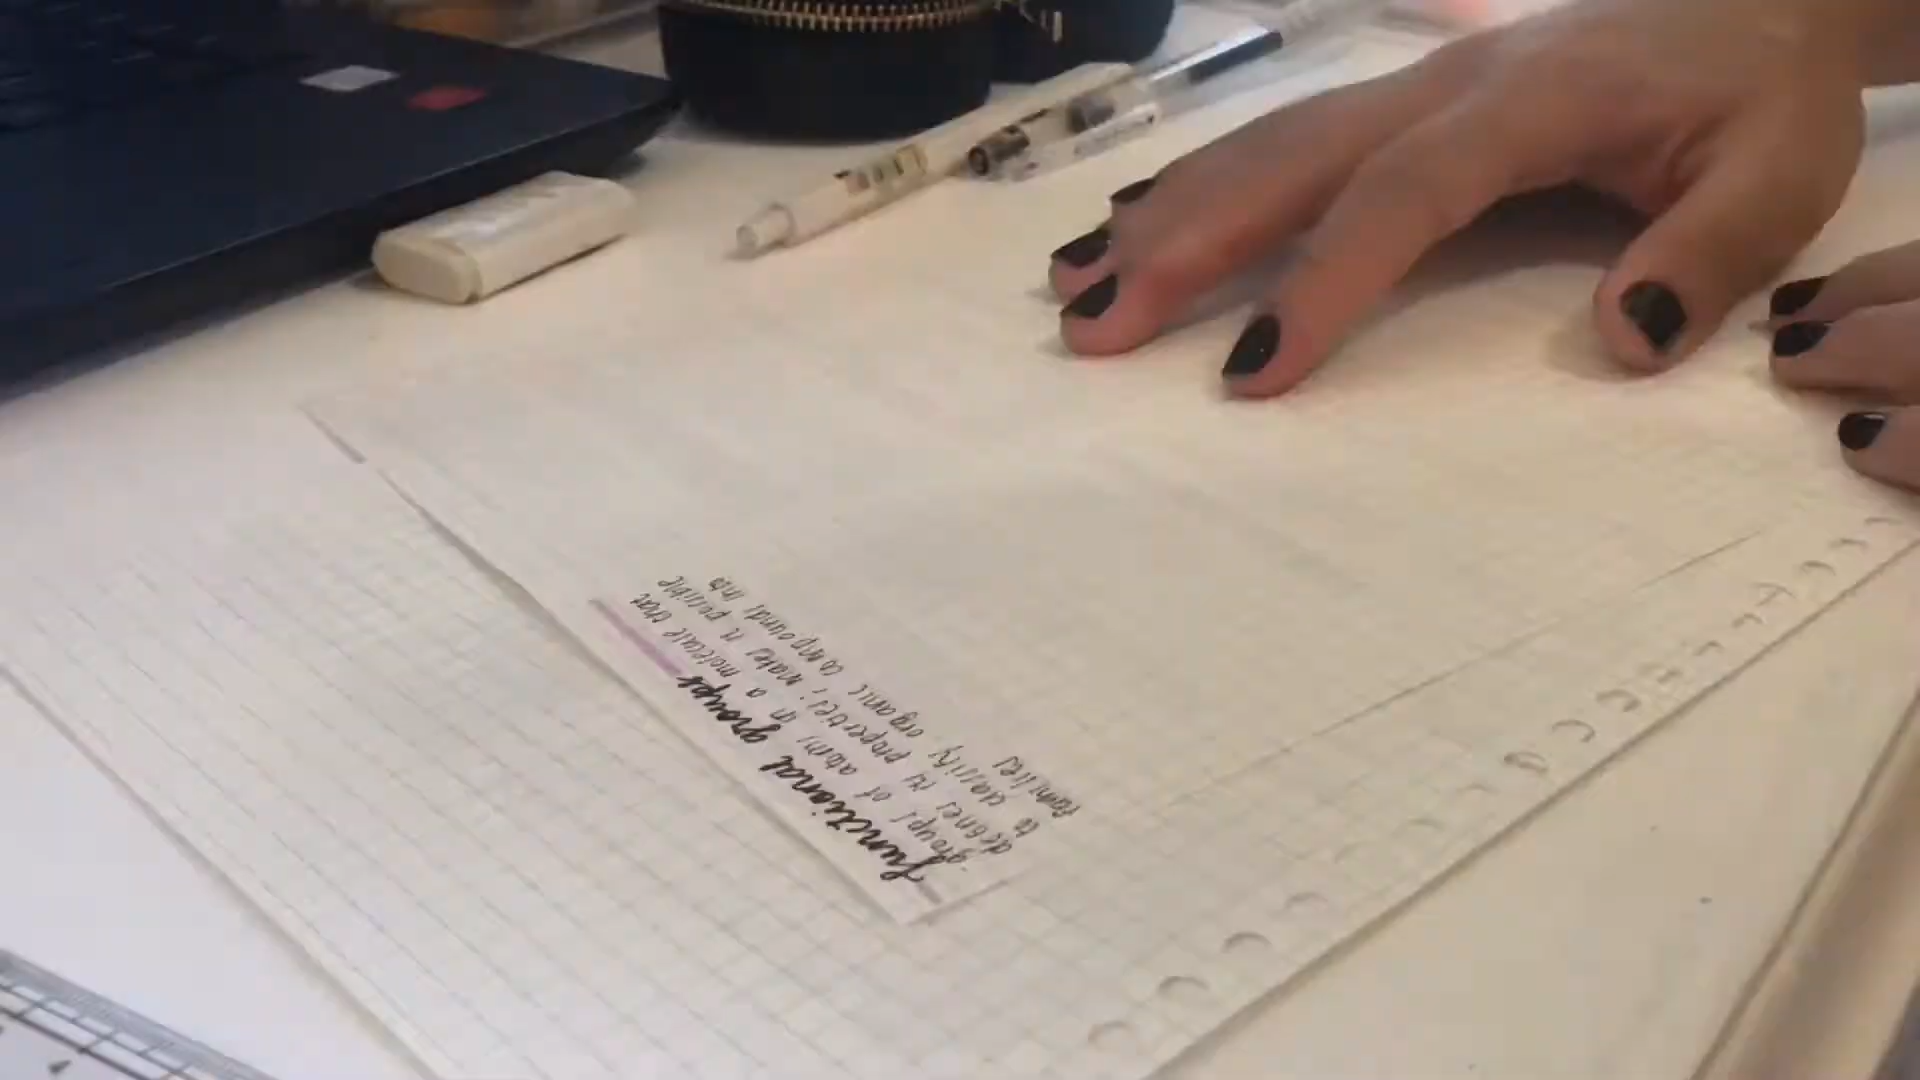 functional groups
groups of atoms in a molecule that
defines its properties; makes it possible
to classify organic compounds into
families